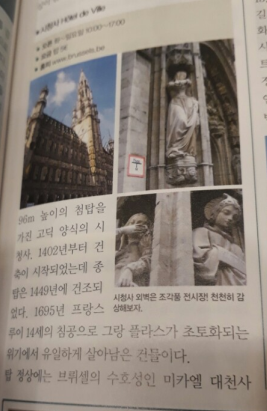 시청사 Hôtel de Ville
www.brussels.be
96m 높이의 첨탑을
가진 고딕 양식의 시
청사. 1402년부터 건
축이 시작되었는데 종
탑은 1449년에 건조되
었다. 1695년 프랑스
루이 14세의 침공으로 그랑 플라스가 초토화되는
위기에서 유일하게 살아남은 건물이다.
탑 정상에는 브뤼셀의 수호성인 미카엘 대천사
시청사 외벽은 조각품 전시장! 천천히 감
상해보자.